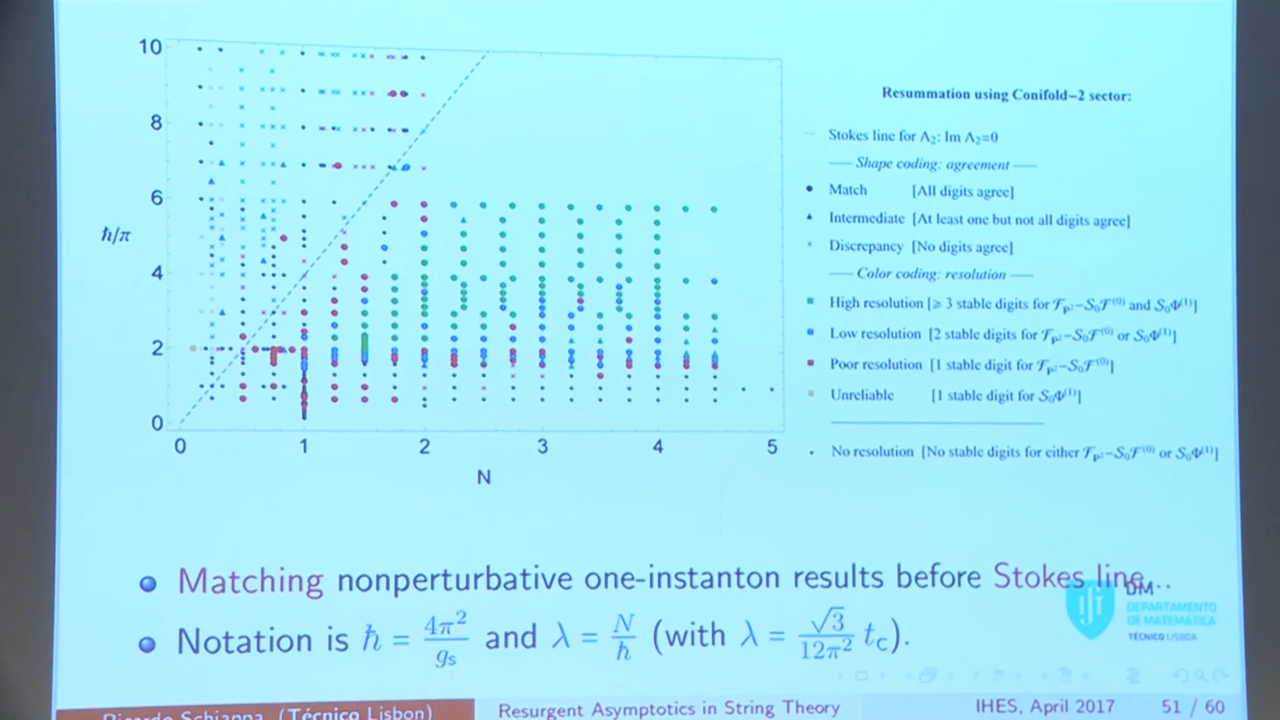 10
8
6
4
2
0
ħ/π
0 1 2 3 4 5
N
Resummation using Conifold-2 sector:
Stokes line for A₂: Im A₂=0
— Shape coding: agreement —
Match [All digits agree]
Intermediate [At least one but not all digits agree]
Discrepancy [No digits agree]
— Color coding: resolution —
High resolution [⩾ 3 stable digits for 𝓕_P²−S₀𝓕⁽⁰⁾ and S₀Φ⁽¹⁾]
Low resolution [2 stable digits for 𝓕_P²−S₀𝓕⁽⁰⁾ or S₀Φ⁽¹⁾]
Poor resolution [1 stable digit for 𝓕_P²−S₀𝓕⁽⁰⁾]
Unreliable [1 stable digit for S₀Φ⁽¹⁾]
No resolution [No stable digits for either 𝓕_P²−S₀𝓕⁽⁰⁾ or S₀Φ⁽¹⁾]
Matching nonperturbative one-instanton results before Stokes line...
Notation is ħ = 4π²/gₛ and λ = N/ħ (with λ = √3/12π² t_c).
DM
DEPARTAMENTO
DE MATEMÁTICA
TÉCNICO LISBOA
Ricardo Schiappa (Técnico Lisbon)
Resurgent Asymptotics in String Theory
IHES, April 2017
51 / 60